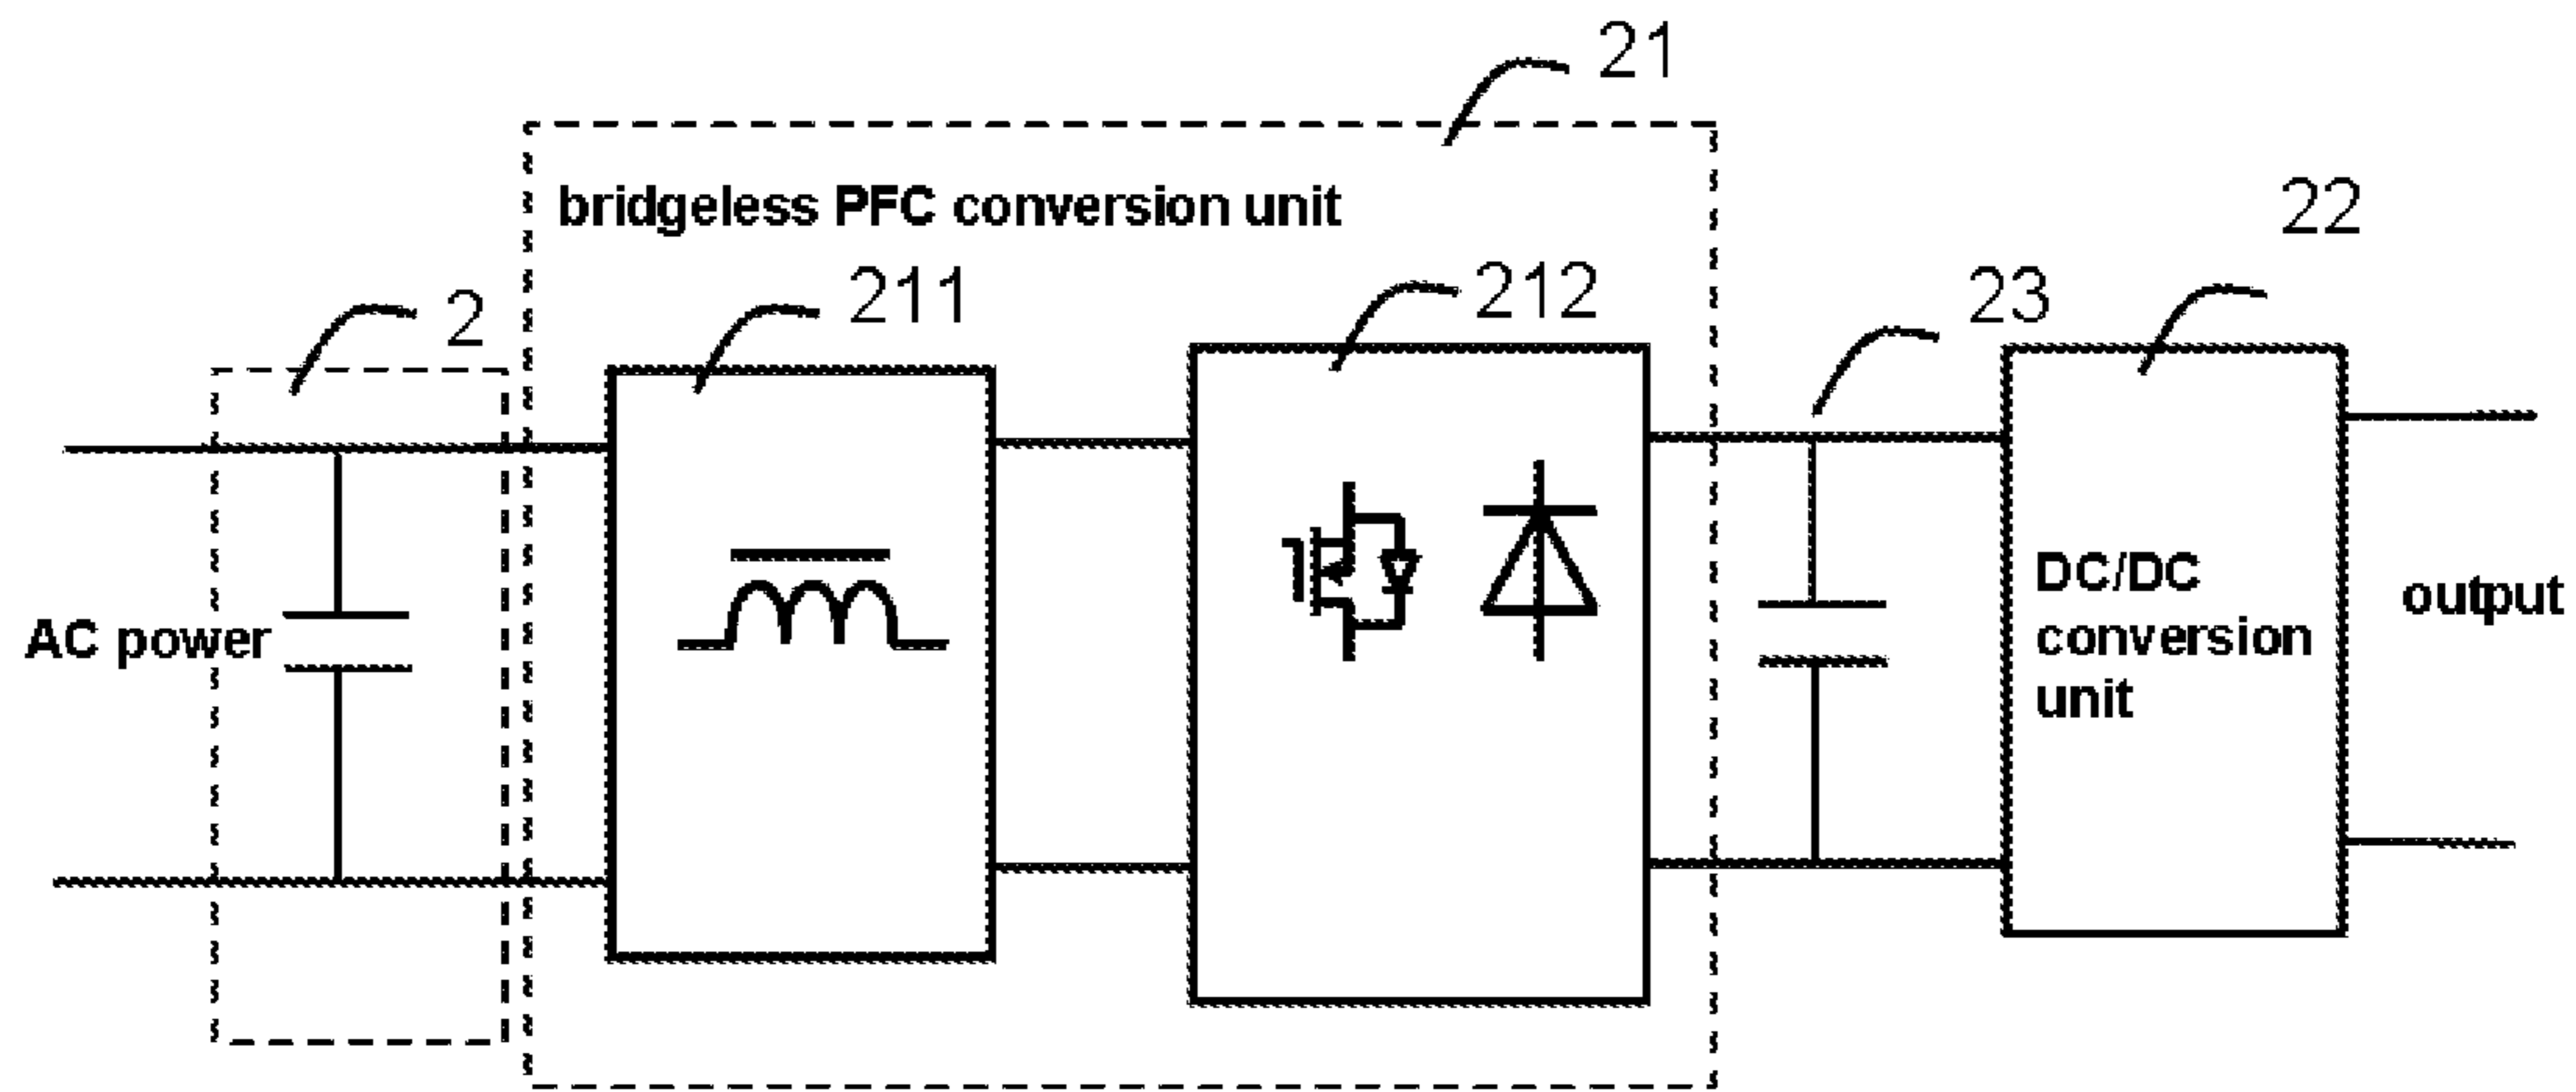 21
bridgeless PFC conversion unit
22
2
211
212
23
AC power
DC/DC
conversion
unit
output